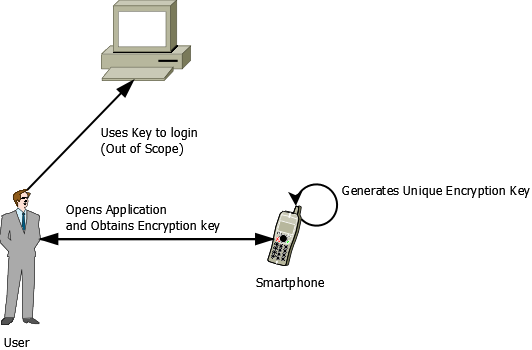 Uses Key to login
(Out of Scope)
Generates Unique Encryption Key
Opens Application
and Obtains Encryption key
Smartphone
User